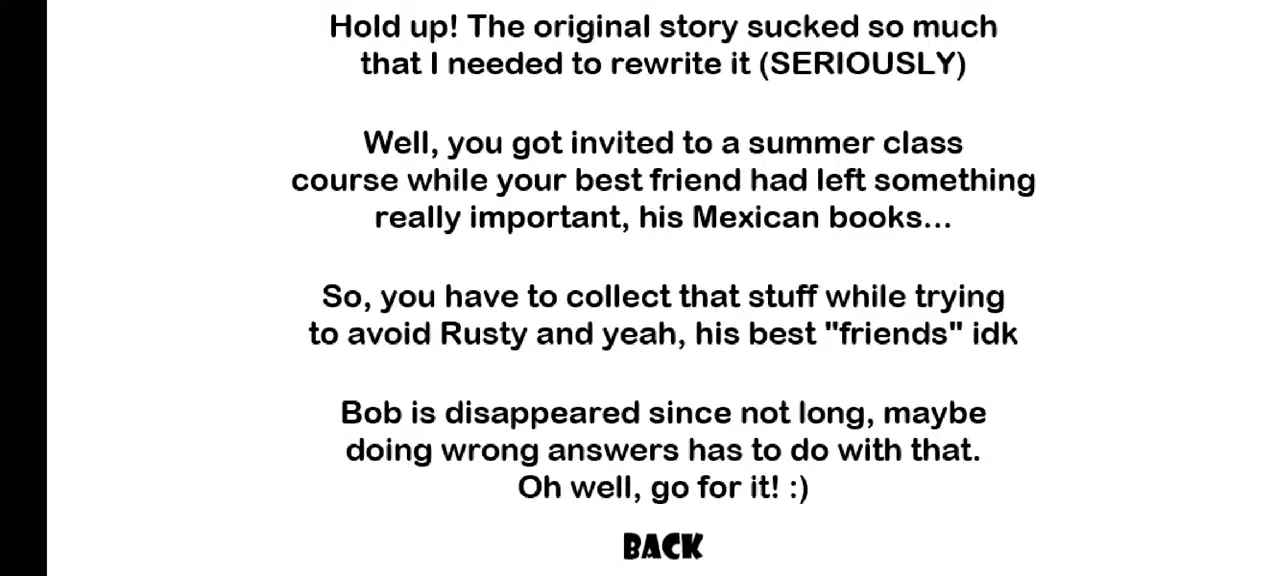 Hold up! The original story sucked so much
that I needed to rewrite it (SERIOUSLY)
Well, you got invited to a summer class
course while your best friend had left something
really important, his Mexican books...
So, you have to collect that stuff while trying
to avoid Rusty and yeah, his best "friends" idk
Bob is disappeared since not long, maybe
doing wrong answers has to do with that.
Oh well, go for it! :)
BACK